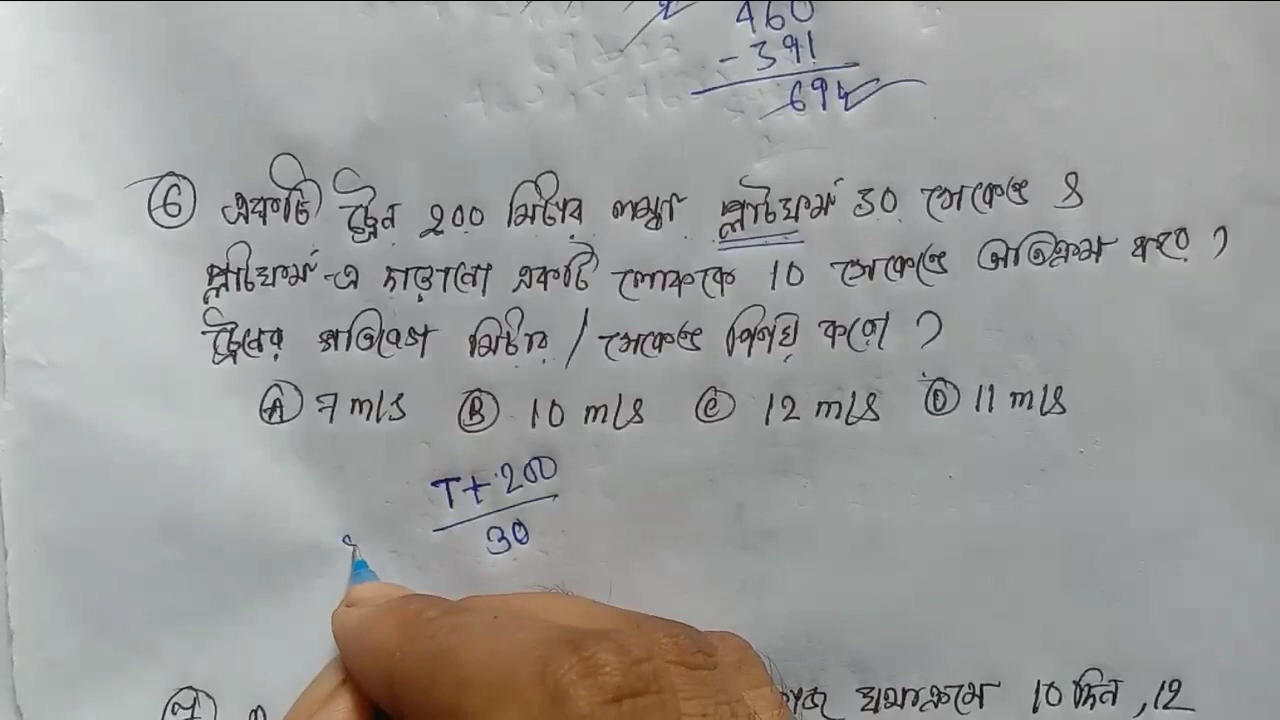 460
- 391
69
⑥ একটি ট্রেন 200 মিটার লম্বা প্লাটফর্ম 30 সেকেন্ডে ও
প্লাটফর্ম-এ দাড়ানো একটি লোককে 10 সেকেন্ডে অতিক্রম করে,
ট্রেনের গতিবেগ মিটার / সেকেন্ডে নির্ণয় করো ?
Ⓐ 7 m/s Ⓑ 10 m/s Ⓒ 12 m/s Ⓓ 11 m/s
T + 200
30
যথাক্রমে 10 দিন, 12